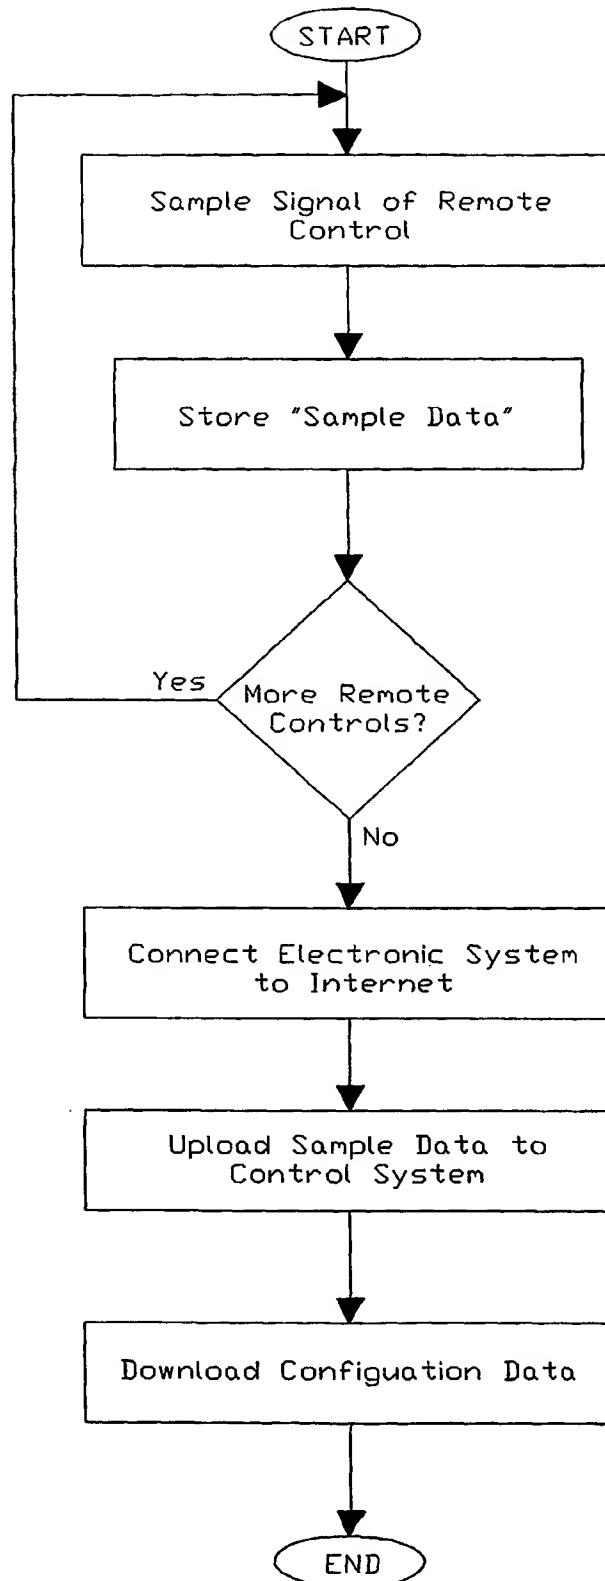 START
Sample Signal of Remote
Control
Store "Sample Data"
Yes
More Remote
Controls?
No
Connect Electronic System
to Internet
Upload Sample Data to
Control System
Download Configuation Data
END